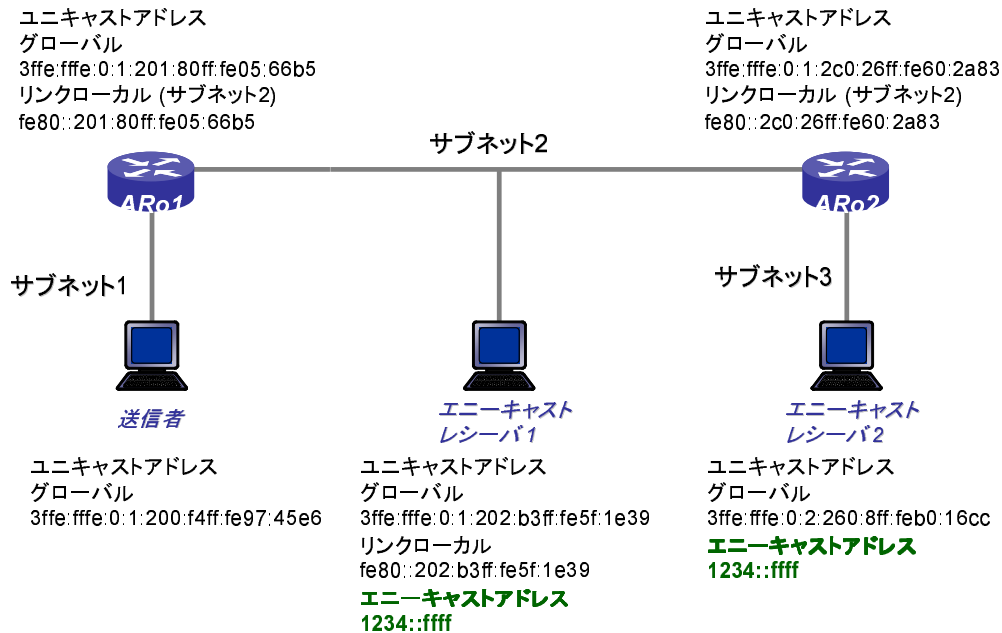 ユニキャストアドレス
グローバル
3ffe:fffe:0:1:201:80ff:fe05:66b5
リンクローカル (サブネット2)
fe80::201:80ff:fe05:66b5
ユニキャストアドレス
グローバル
3ffe:fffe:0:1:2c0:26ff:fe60:2a83
リンクローカル (サブネット2)
fe80::2c0:26ff:fe60:2a83
サブネット2
ARo1
ARo2
サブネット1
サブネット3
送信者
エニーキャスト
レシーバ1
エニーキャスト
レシーバ2
ユニキャストアドレス
グローバル
3ffe:fffe:0:1:200:f4ff:fe97:45e6
ユニキャストアドレス
グローバル
3ffe:fffe:0:1:202:b3ff:fe5f:1e39
リンクローカル
fe80::202:b3ff:fe5f:1e39
エニーキャストアドレス
1234::ffff
ユニキャストアドレス
グローバル
3ffe:fffe:0:2:260:8ff:feb0:16cc
エニーキャストアドレス
1234::ffff